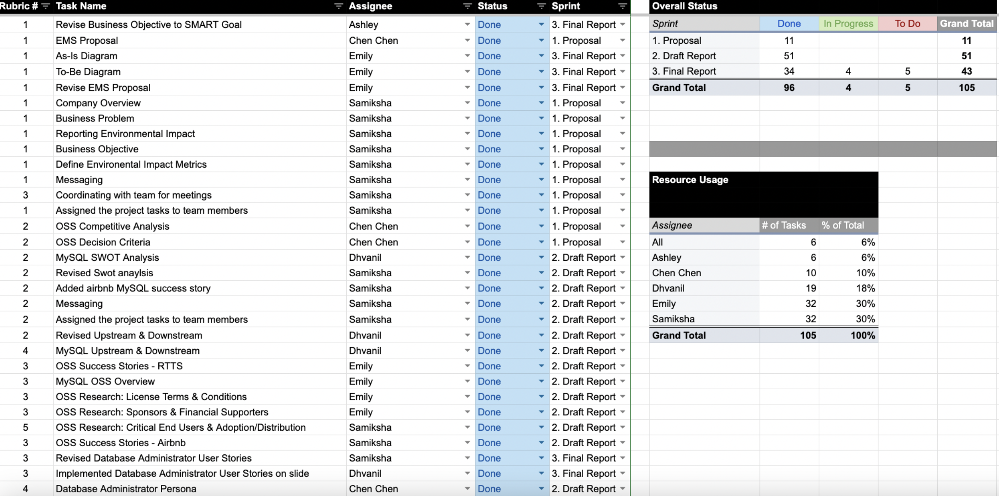 Rubric # Task Name Assignee Status Sprint
1 Revise Business Objective to SMART Goal Ashley Done 3. Final Report
1 EMS Proposal Chen Chen Done 1. Proposal
1 As-Is Diagram Emily Done 3. Final Report
1 To-Be Diagram Emily Done 3. Final Report
1 Revise EMS Proposal Emily Done 3. Final Report
1 Company Overview Samiksha Done 1. Proposal
1 Business Problem Samiksha Done 1. Proposal
1 Reporting Environmental Impact Samiksha Done 1. Proposal
1 Business Objective Samiksha Done 1. Proposal
1 Define Environental Impact Metrics Samiksha Done 1. Proposal
1 Messaging Samiksha Done 1. Proposal
3 Coordinating with team for meetings Samiksha Done 1. Proposal
1 Assigned the project tasks to team members Samiksha Done 1. Proposal
2 OSS Competitive Analysis Chen Chen Done 1. Proposal
2 OSS Decision Criteria Chen Chen Done 1. Proposal
2 MySQL SWOT Analysis Dhvanil Done 2. Draft Report
2 Revised Swot anaylsis Samiksha Done 2. Draft Report
2 Added airbnb MySQL success story Samiksha Done 2. Draft Report
2 Messaging Samiksha Done 2. Draft Report
2 Assigned the project tasks to team members Samiksha Done 2. Draft Report
2 Revised Upstream & Downstream Dhvanil Done 2. Draft Report
4 MySQL Upstream & Downstream Dhvanil Done 2. Draft Report
3 OSS Success Stories - RTTS Emily Done 2. Draft Report
3 MySQL OSS Overview Emily Done 2. Draft Report
3 OSS Research: License Terms & Conditions Emily Done 2. Draft Report
3 OSS Research: Sponsors & Financial Supporters Emily Done 2. Draft Report
5 OSS Research: Critical End Users & Adoption/Distribution Samiksha Done 2. Draft Report
3 OSS Success Stories - Airbnb Samiksha Done 2. Draft Report
3 Revised Database Administrator User Stories Samiksha Done 3. Final Report
3 Implemented Database Administrator User Stories on slide Dhvanil Done 3. Final Report
4 Database Administrator Persona Chen Chen Done 2. Draft Report
Overall Status
Sprint Done In Progress To Do Grand Total
1. Proposal 11 11
2. Draft Report 51 51
3. Final Report 34 4 5 43
Grand Total 96 4 5 105
Resource Usage
Assignee # of Tasks % of Total
All 6 6%
Ashley 6 6%
Chen Chen 10 10%
Dhvanil 19 18%
Emily 32 30%
Samiksha 32 30%
Grand Total 105 100%